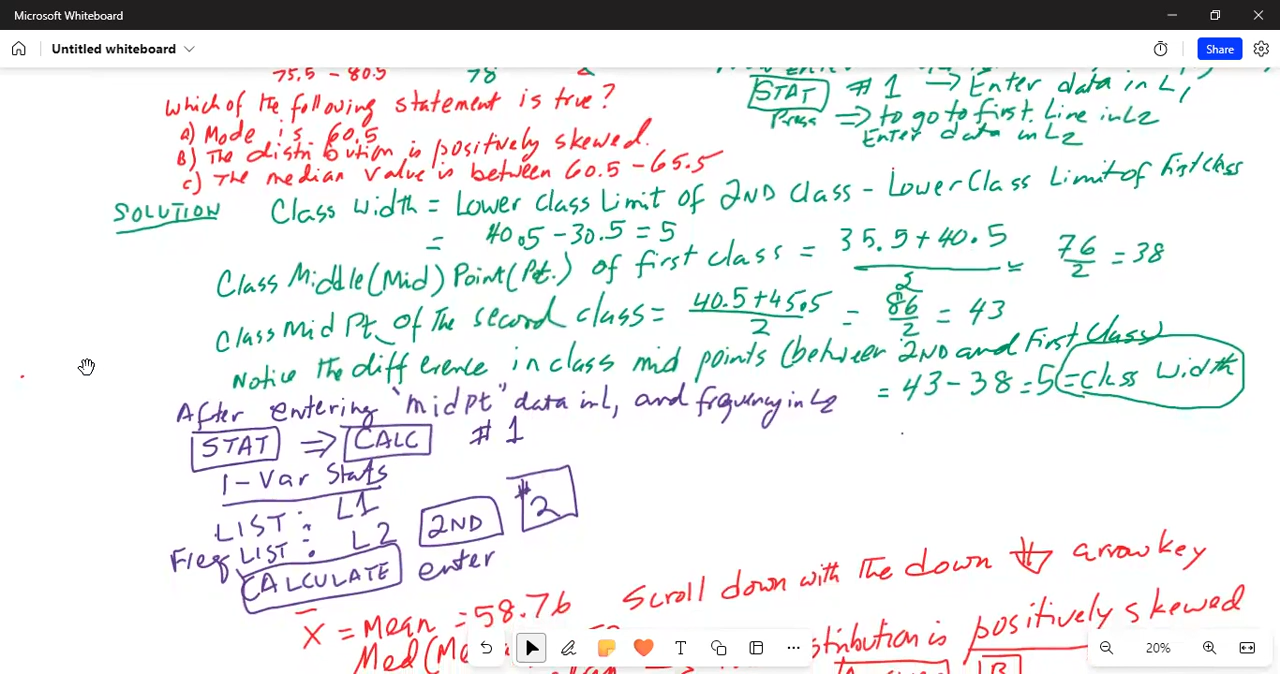 Microsoft Whiteboard
Untitled whiteboard
Share
75.5 - 80.5 78
which of the following statement is true?
A) Mode is 60.5
B) The distribution is positively skewed.
C) The median value is between 60.5 - 65.5
STAT # 1 → Enter data in L1
Press ⇒ to go to first line in L2
Enter data in L2
SOLUTION Class width = Lower class Limit of 2ND Class - Lower Class Limit of first class
= 40.5 - 30.5 = 5
Class Middle (Mid) Point (Pt.) of first class = 35.5 + 40.5 / 2 = 76/2 = 38
Class Mid Pt. of the second class = 40.5 + 45.5 / 2 = 86/2 = 43
Notice the difference in class mid points (between 2ND and First Class)
= 43 - 38 = 5 = Class width
After entering "midpt" data in L1 and frequency in L2
STAT ⇒ CALC # 1
1-Var Stats
LIST : L1
Freq LIST : L2 2ND # 2
CALCULATE enter
x̄ = Mean = 58.76 Scroll down with the down arrow key
Med (Me
stribution is positively skewed
B
20%